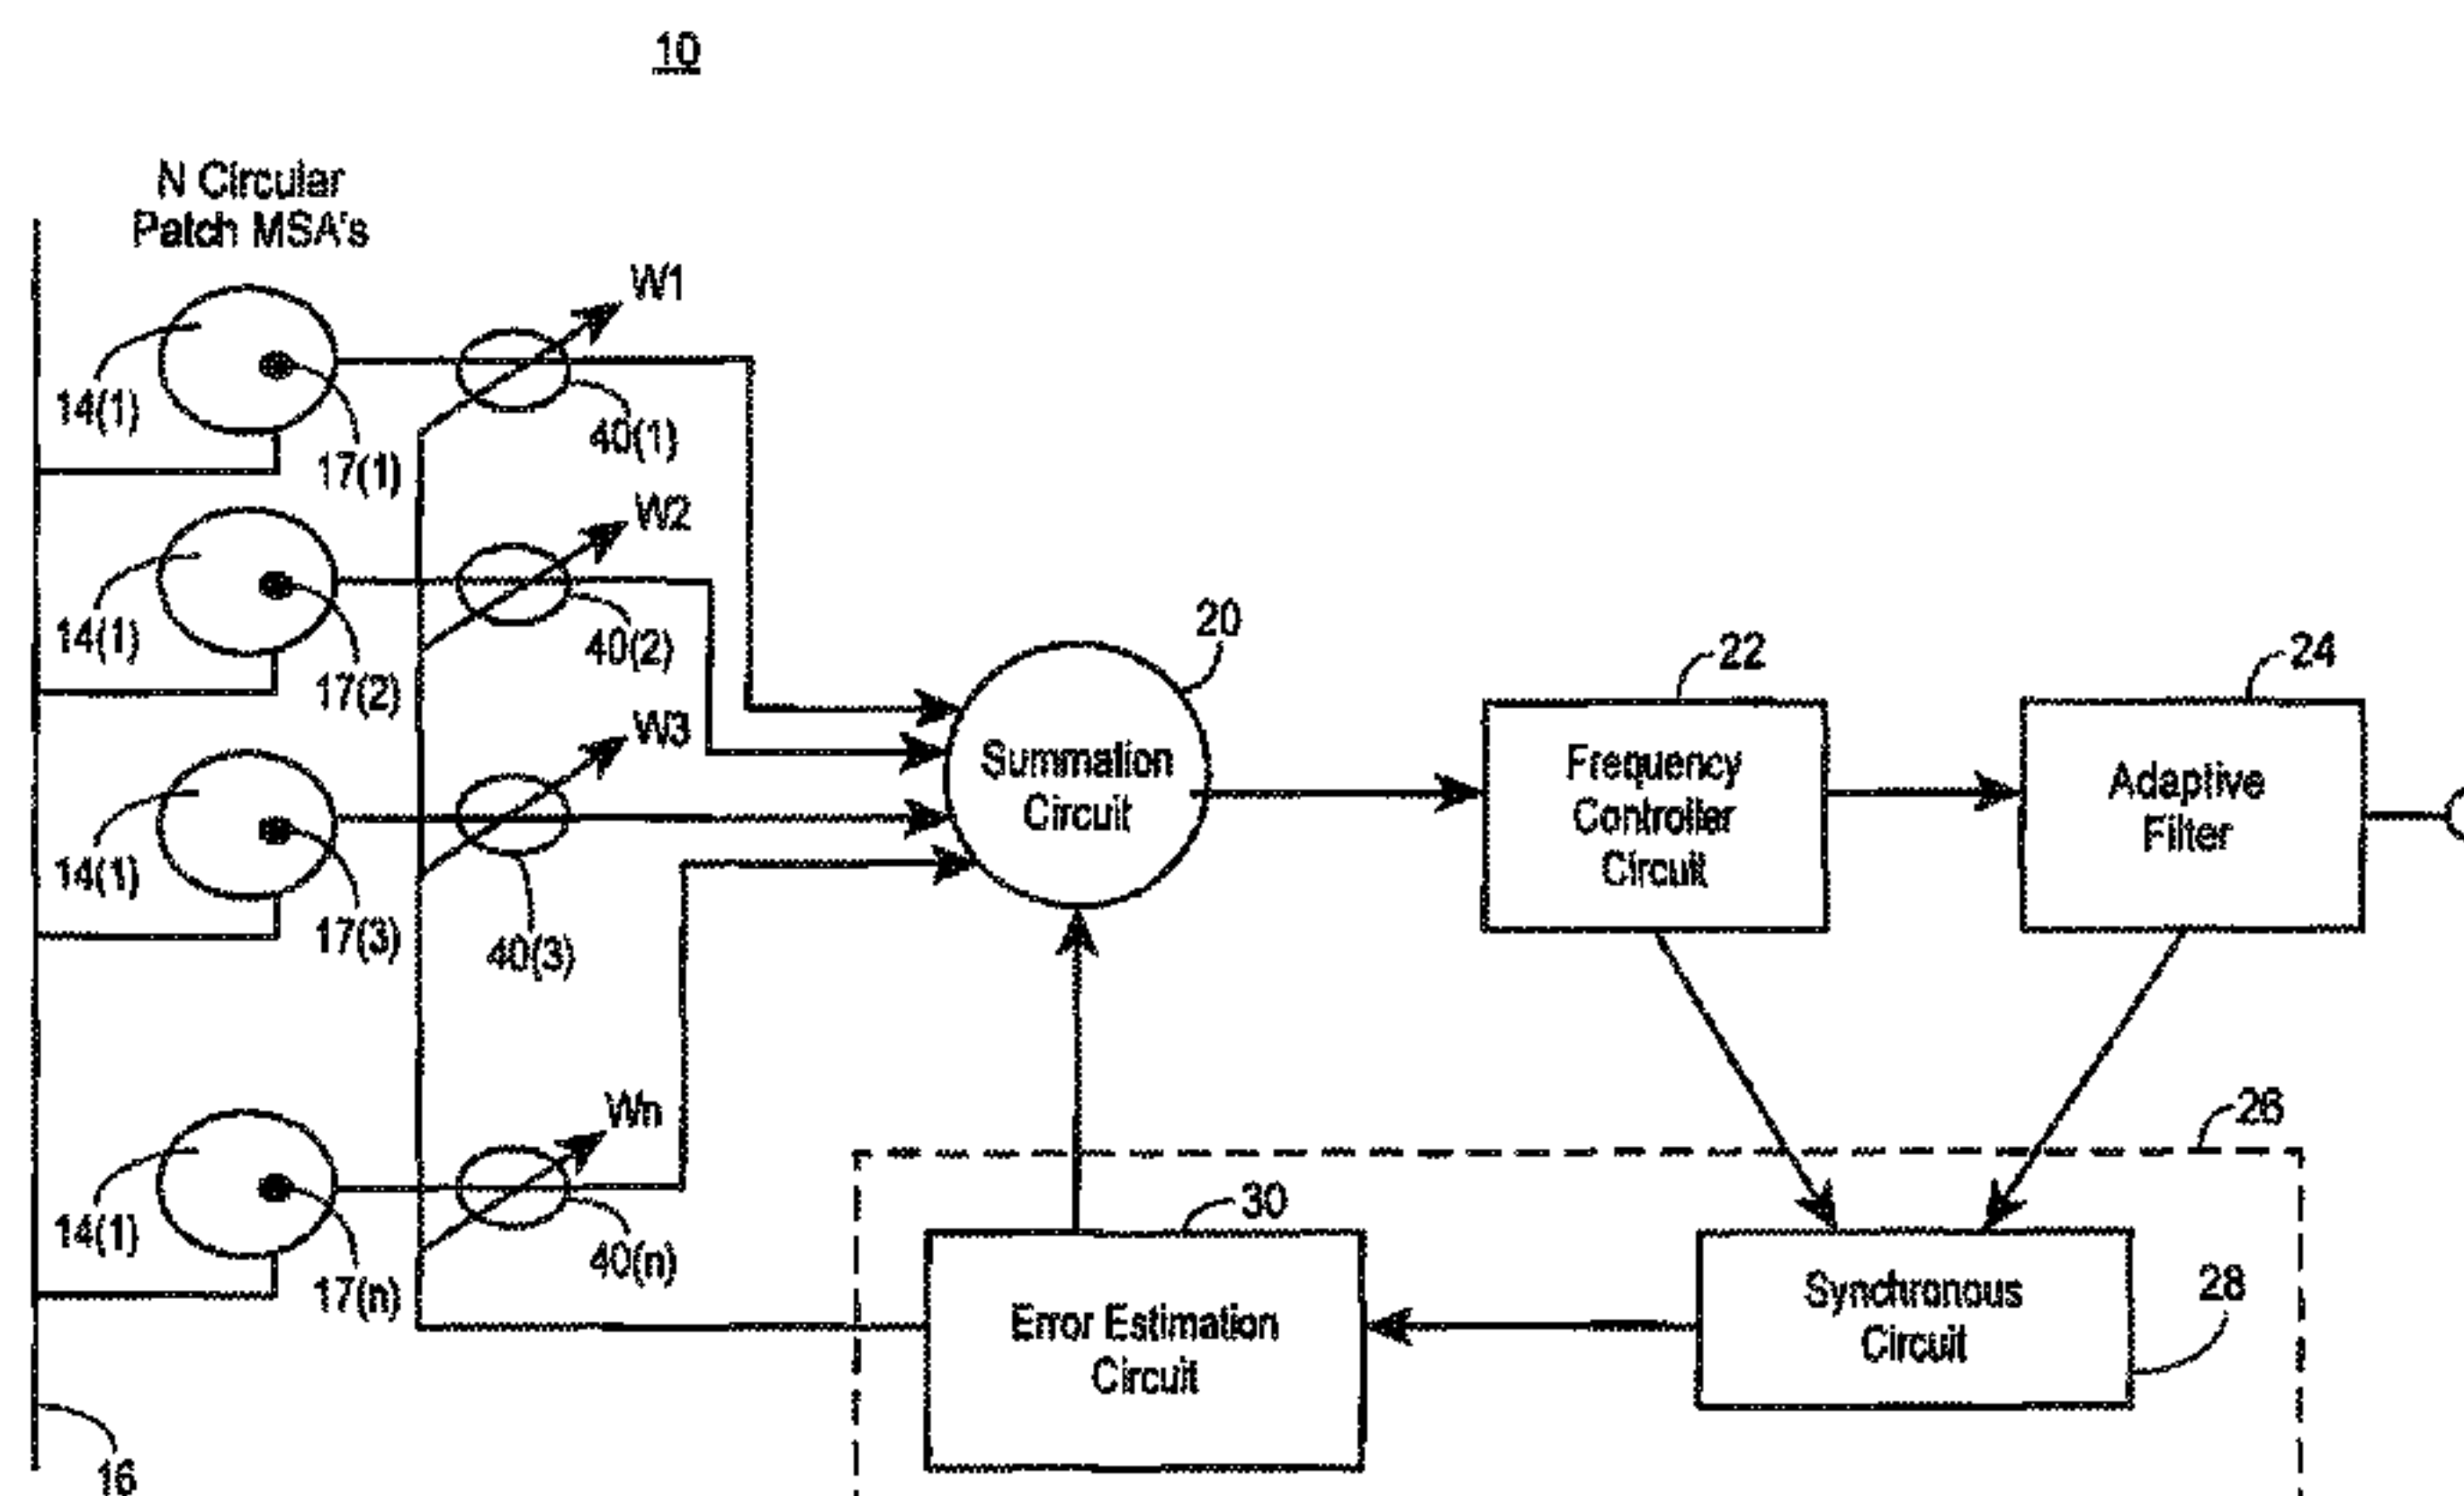 10
N Circular
Patch MSA's
W1
14(1)
40(1)
17(1)
W2
14(1)
40(2)
17(2)
W3
14(1)
17(3)
40(3)
20
Summation
Circuit
22
Frequency
Controller
Circuit
24
Adaptive
Filter
Wn
14(1)
40(n)
17(n)
26
30
Error Estimation
Circuit
Synchronous
Circuit
28
16